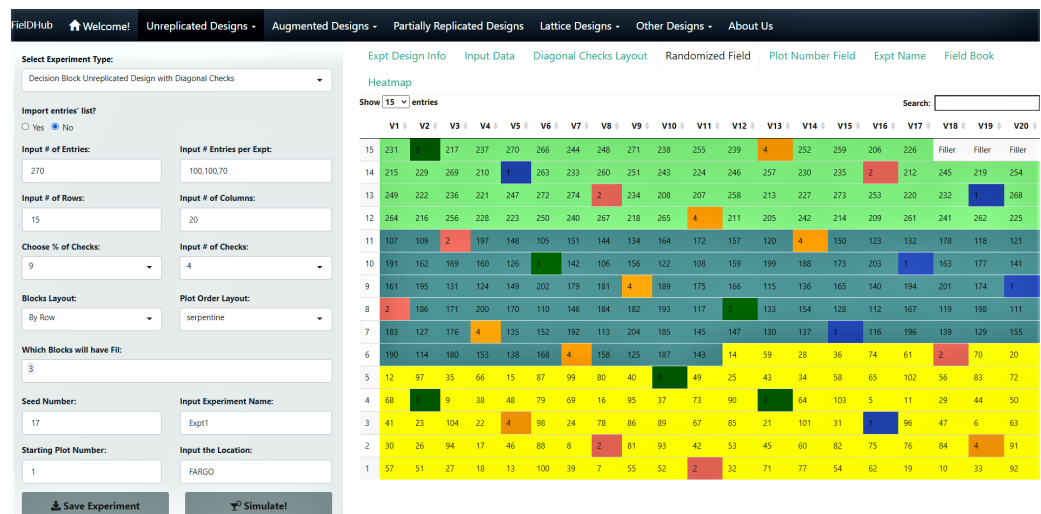 FielDHub Welcome! Unreplicated Designs Augmented Designs Partially Replicated Designs Lattice Designs Other Designs About Us
Select Experiment Type:
Decision Block Unreplicated Design with Diagonal Checks
Import entries' list?
Yes No
Input # of Entries: Input # Entries per Expt:
270 100,100,70
Input # of Rows: Input # of Columns:
15 20
Choose % of Checks: Input # of Checks:
9 4
Blocks Layout: Plot Order Layout:
By Row serpentine
Which Blocks will have Fil:
3
Seed Number: Input Experiment Name:
17 Expt1
Starting Plot Number: Input the Location:
1 FARGO
Save Experiment Simulate!
Expt Design Info Input Data Diagonal Checks Layout Randomized Field Plot Number Field Expt Name Field Book
Heatmap
Show 15 entries Search:
V1 V2 V3 V4 V5 V6 V7 V8 V9 V10 V11 V12 V13 V14 V15 V16 V17 V18 V19 V20
15 231 3 217 237 270 266 244 248 271 238 255 239 4 252 259 206 226 Filler Filler Filler
14 215 229 269 210 1 263 233 260 251 243 224 246 257 230 235 2 212 245 219 254
13 249 222 236 221 247 272 274 2 234 208 207 258 213 227 273 253 220 232 1 268
12 264 216 256 228 223 250 240 267 218 265 4 211 205 242 214 209 261 241 262 225
11 107 109 2 197 148 105 151 144 134 164 172 157 120 4 150 123 132 178 118 121
10 191 162 169 160 126 3 142 106 156 122 108 159 199 188 173 203 1 163 177 141
9 161 195 131 124 149 202 179 181 4 189 175 166 115 136 165 140 194 201 174 1
8 2 186 171 200 170 110 146 184 182 193 117 3 133 154 128 112 167 119 198 111
7 183 127 176 4 135 152 192 113 204 185 145 147 130 137 1 116 196 139 129 155
6 190 114 180 153 138 168 4 158 125 187 143 14 59 28 36 74 61 2 70 20
5 12 97 35 66 15 87 99 80 40 3 49 25 43 34 58 65 102 56 83 72
4 68 3 9 38 48 79 69 16 95 37 73 90 3 64 103 5 11 29 44 50
3 41 23 104 22 4 98 24 78 86 89 67 85 21 101 31 1 96 47 6 63
2 30 26 94 17 46 88 8 2 81 93 42 53 45 60 82 75 76 84 4 91
1 57 51 27 18 13 100 39 7 55 52 2 32 71 77 54 62 19 10 33 92